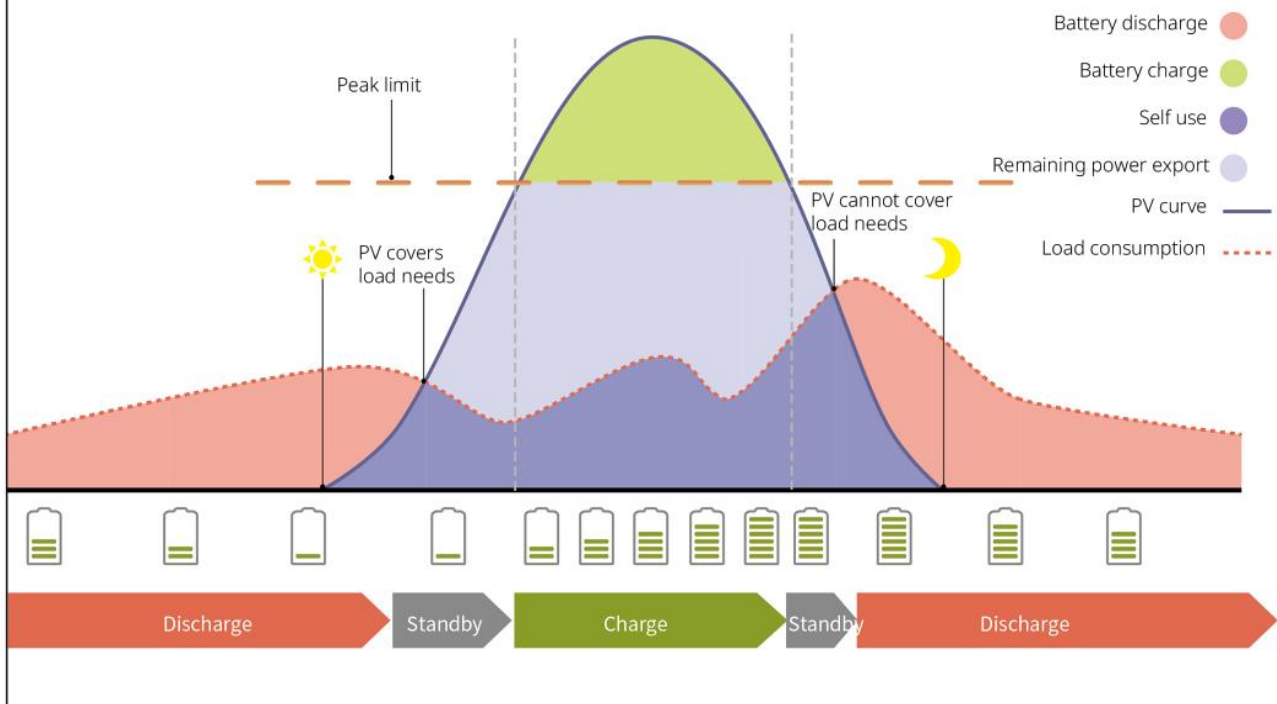 Battery discharge
Battery charge
Self use
Remaining power export
PV curve
Load consumption
Peak limit
PV cannot cover
load needs
PV covers
load needs
Discharge
Standby
Charge
Standby
Discharge